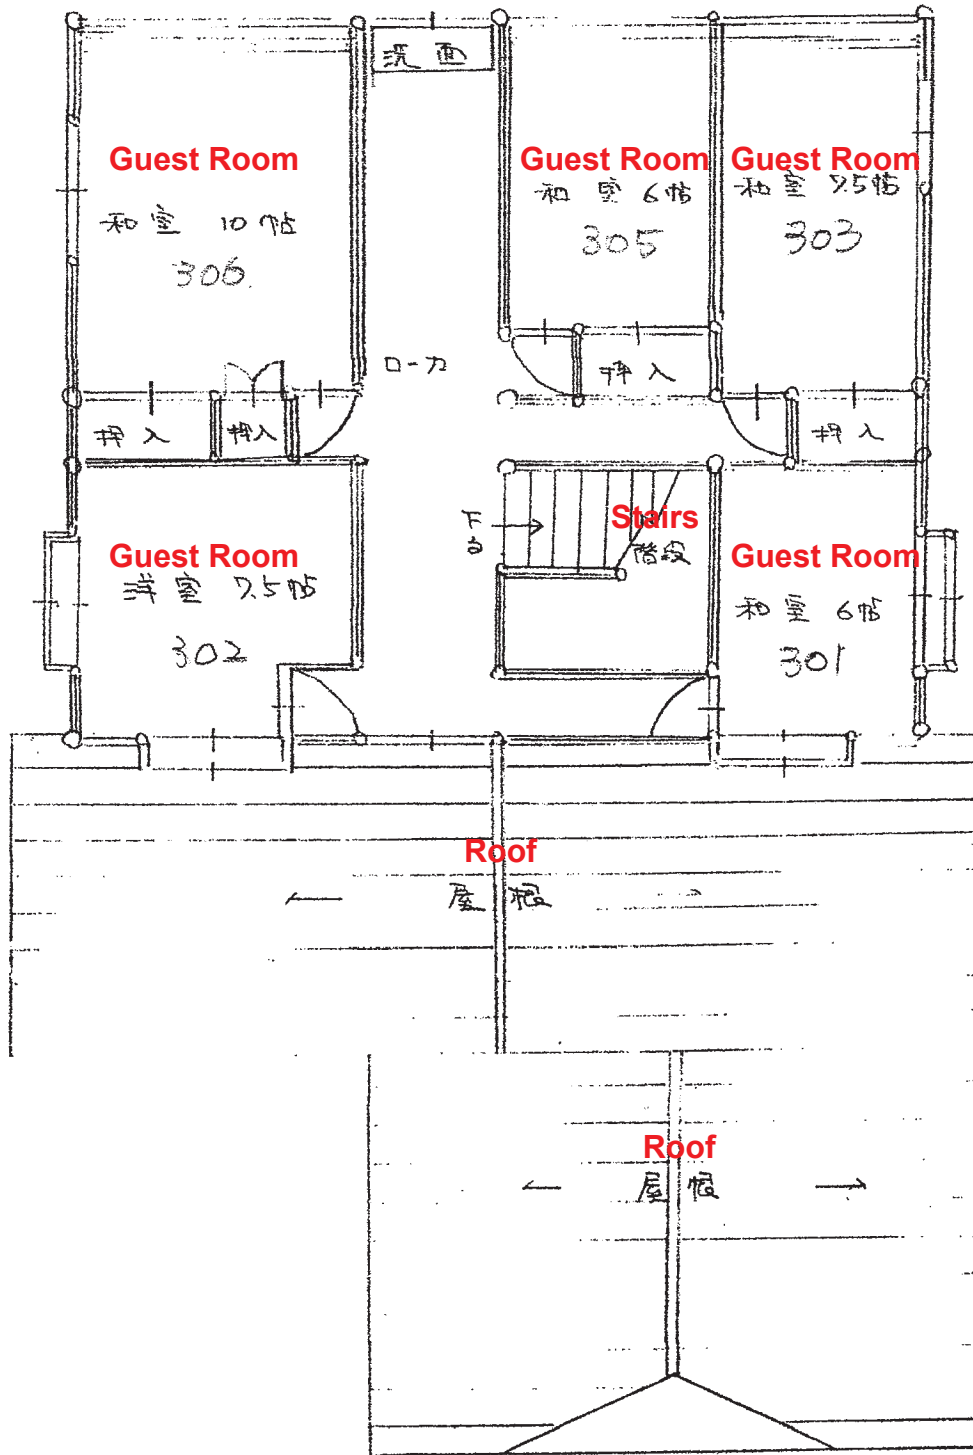 洗面
Guest Room
和室 10帖
306
Guest Room
和室 6帖
305
Guest Room
和室 7.5帖
303
ローカ
押入
押入
押入
押入
Guest Room
洋室 7.5帖
302
下ル
Stairs
階段
Guest Room
和室 6帖
301
Roof
屋根
Roof
屋根